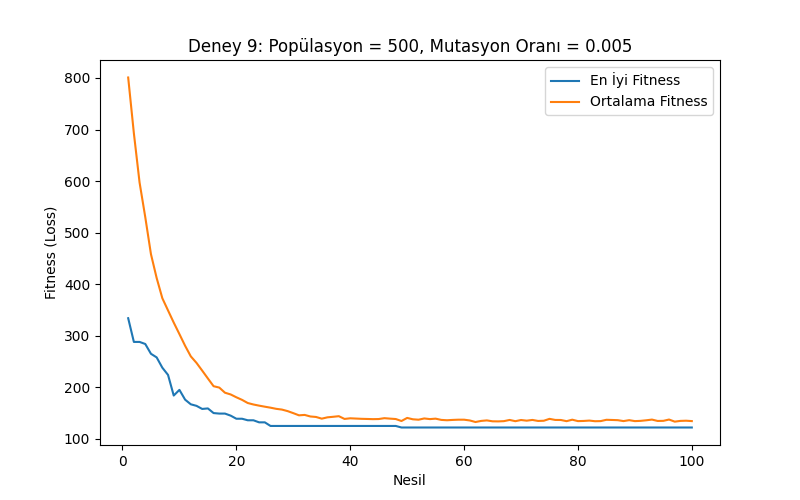 Deney 9: Popülasyon = 500, Mutasyon Oranı = 0.005
En İyi Fitness
Ortalama Fitness
Fitness (Loss)
800
700
600
500
400
300
200
100
0
20
40
60
80
100
Nesil